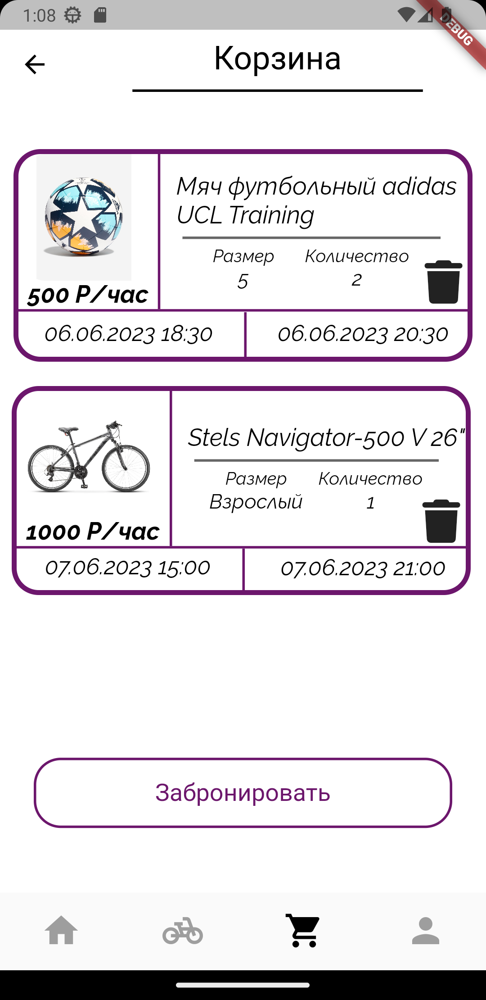 1:08
DEBUG
Корзина
Мяч футбольный adidas
UCL Training
Размер Количество
5 2
500 Р/час
06.06.2023 18:30 06.06.2023 20:30
Stels Navigator-500 V 26"
Размер Количество
Взрослый 1
1000 Р/час
07.06.2023 15:00 07.06.2023 21:00
Забронировать